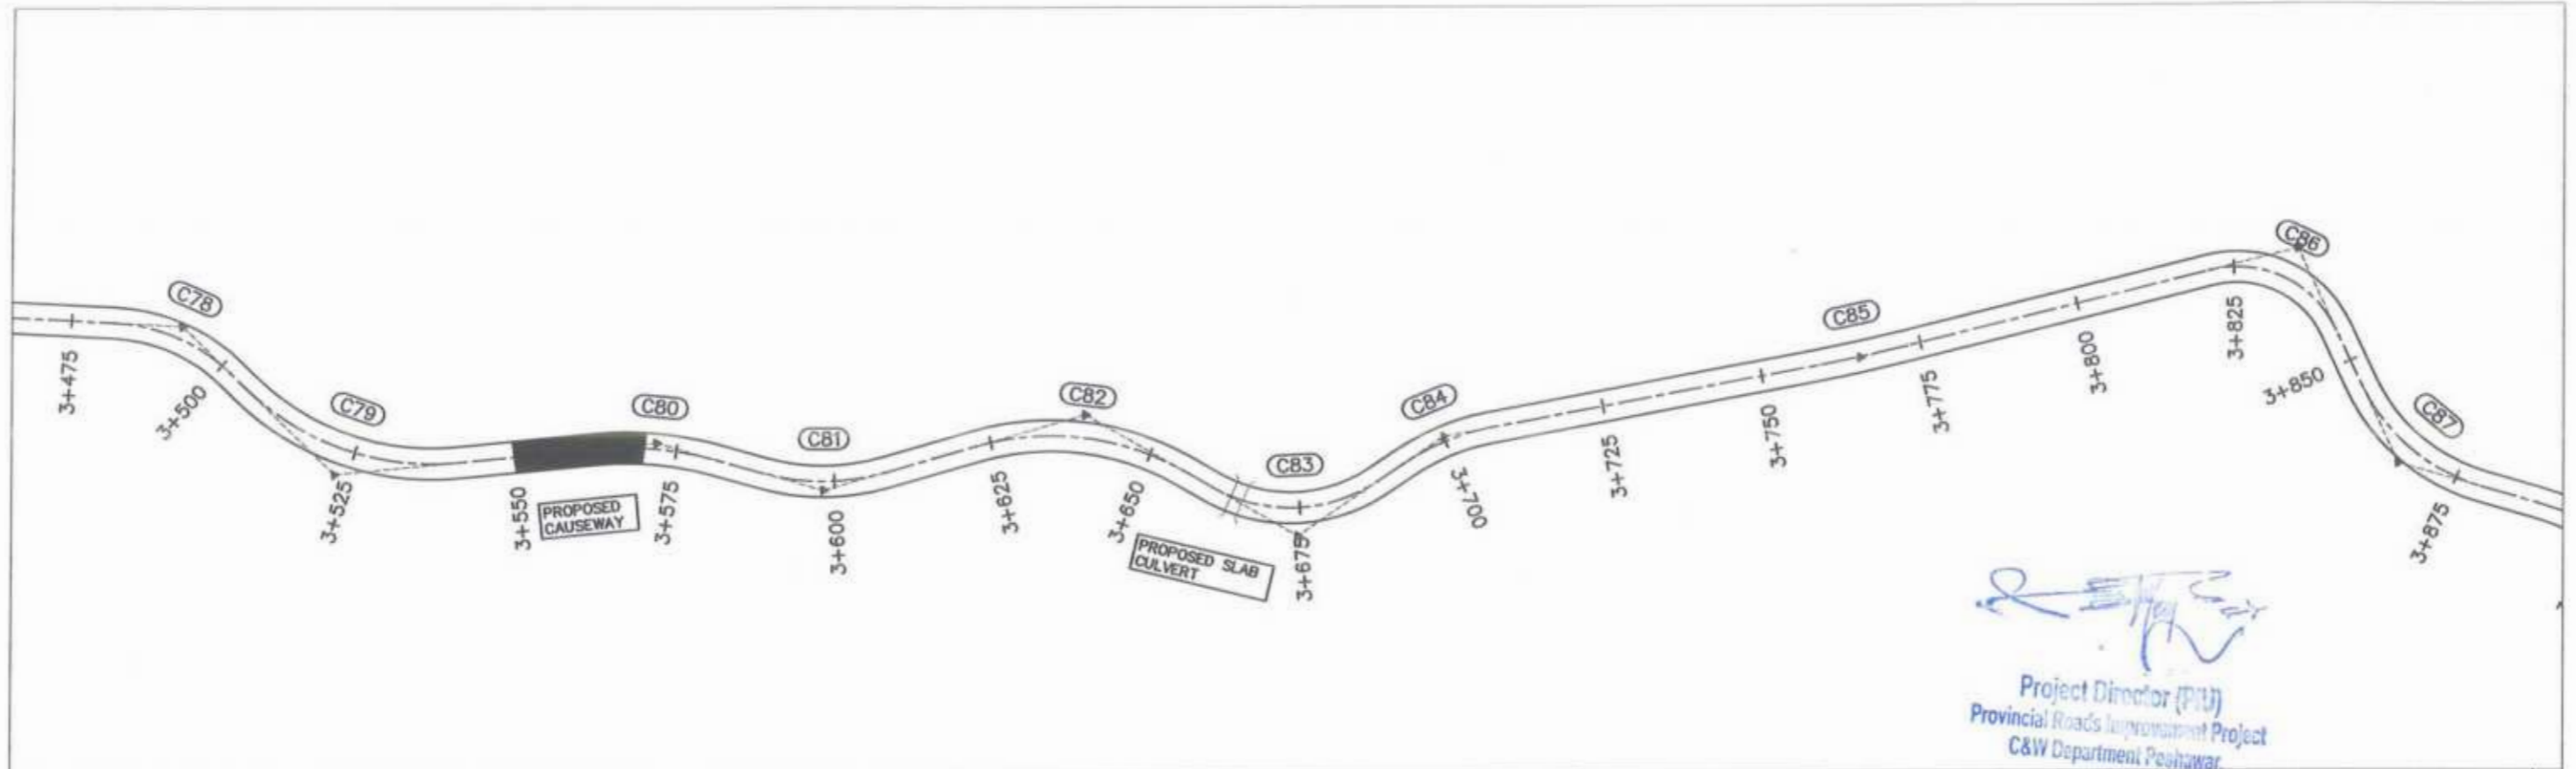 C78
C79
C80
C81
C82
C83
C84
C85
C86
C87
3+475
3+500
3+525
3+550
PROPOSED
CAUSEWAY
3+575
3+600
3+625
3+650
PROPOSED SLAB
CULVERT
3+675
3+700
3+725
3+750
3+775
3+800
3+825
3+850
3+875
Project Director (PIU)
Provincial Roads Improvement Project
C&W Department Peshawar.